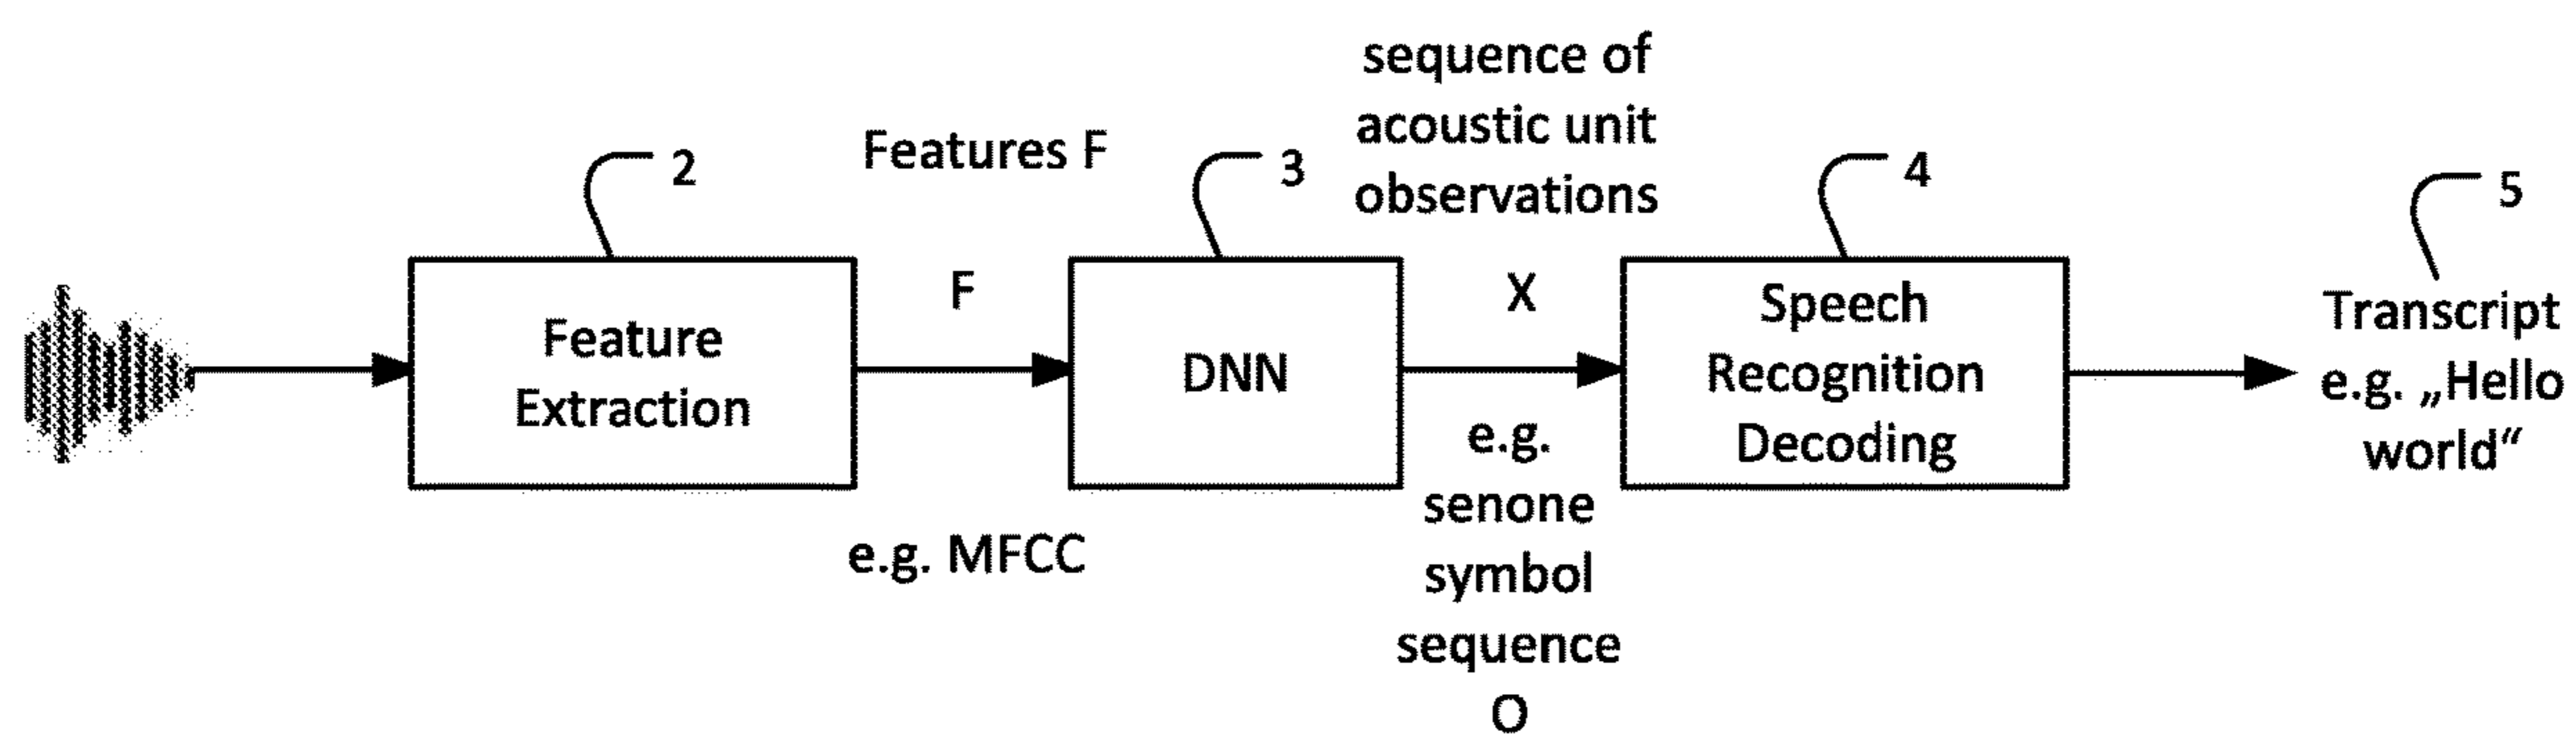 2
Feature
Extraction
Features F
F
e.g. MFCC
3
DNN
sequence of
acoustic unit
observations
X
e.g.
senone
symbol
sequence
O
4
Speech
Recognition
Decoding
5
Transcript
e.g. „Hello
world“